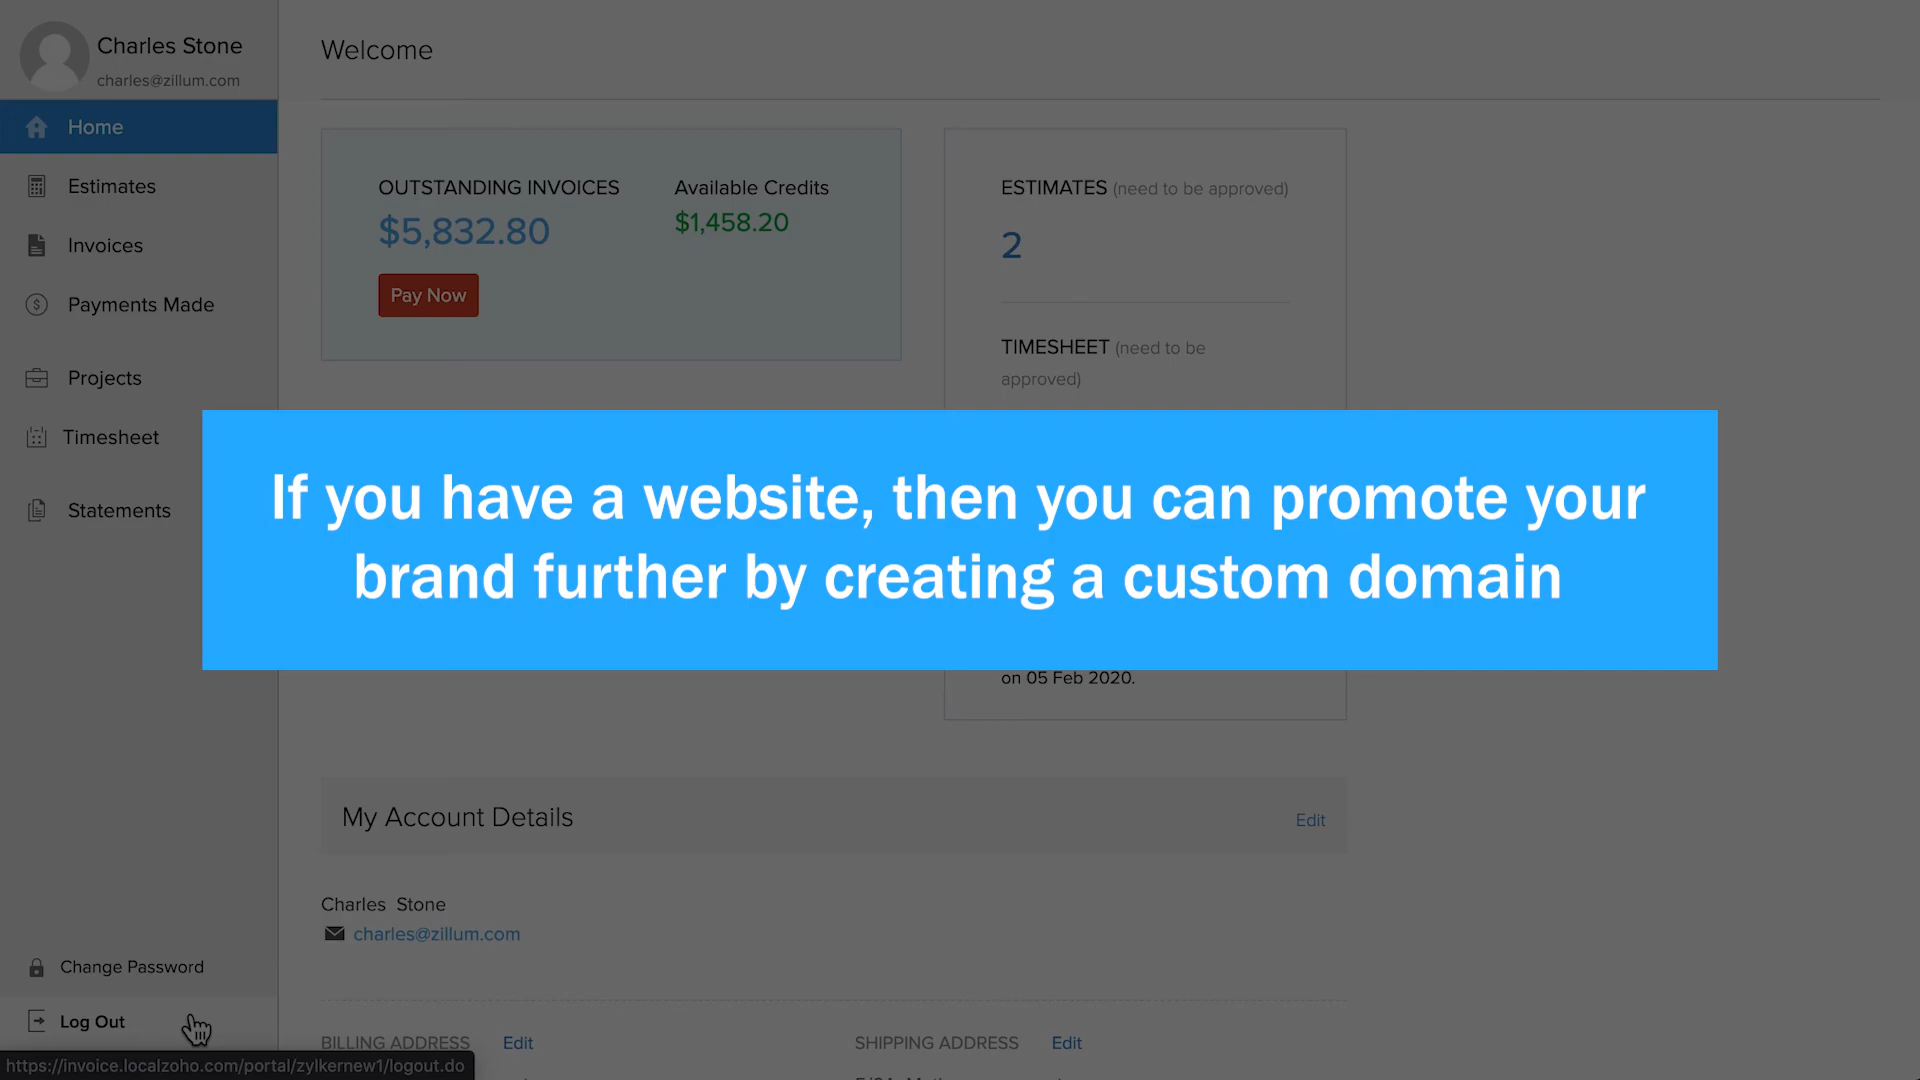 Charles Stone
charles@zillum.com
Welcome
Home
Estimates
Invoices
Payments Made
Projects
Timesheet
Statements
OUTSTANDING INVOICES
$5,832.80
Pay Now
Available Credits
$1,458.20
ESTIMATES (need to be approved)
2
TIMESHEET (need to be
approved)
If you have a website, then you can promote your
brand further by creating a custom domain
on 05 Feb 2020.
My Account Details
Edit
Charles Stone
charles@zillum.com
Change Password
Log Out
BILLING ADDRESS Edit
SHIPPING ADDRESS Edit
https://invoice.localzoho.com/portal/zylkernew1/logout.do